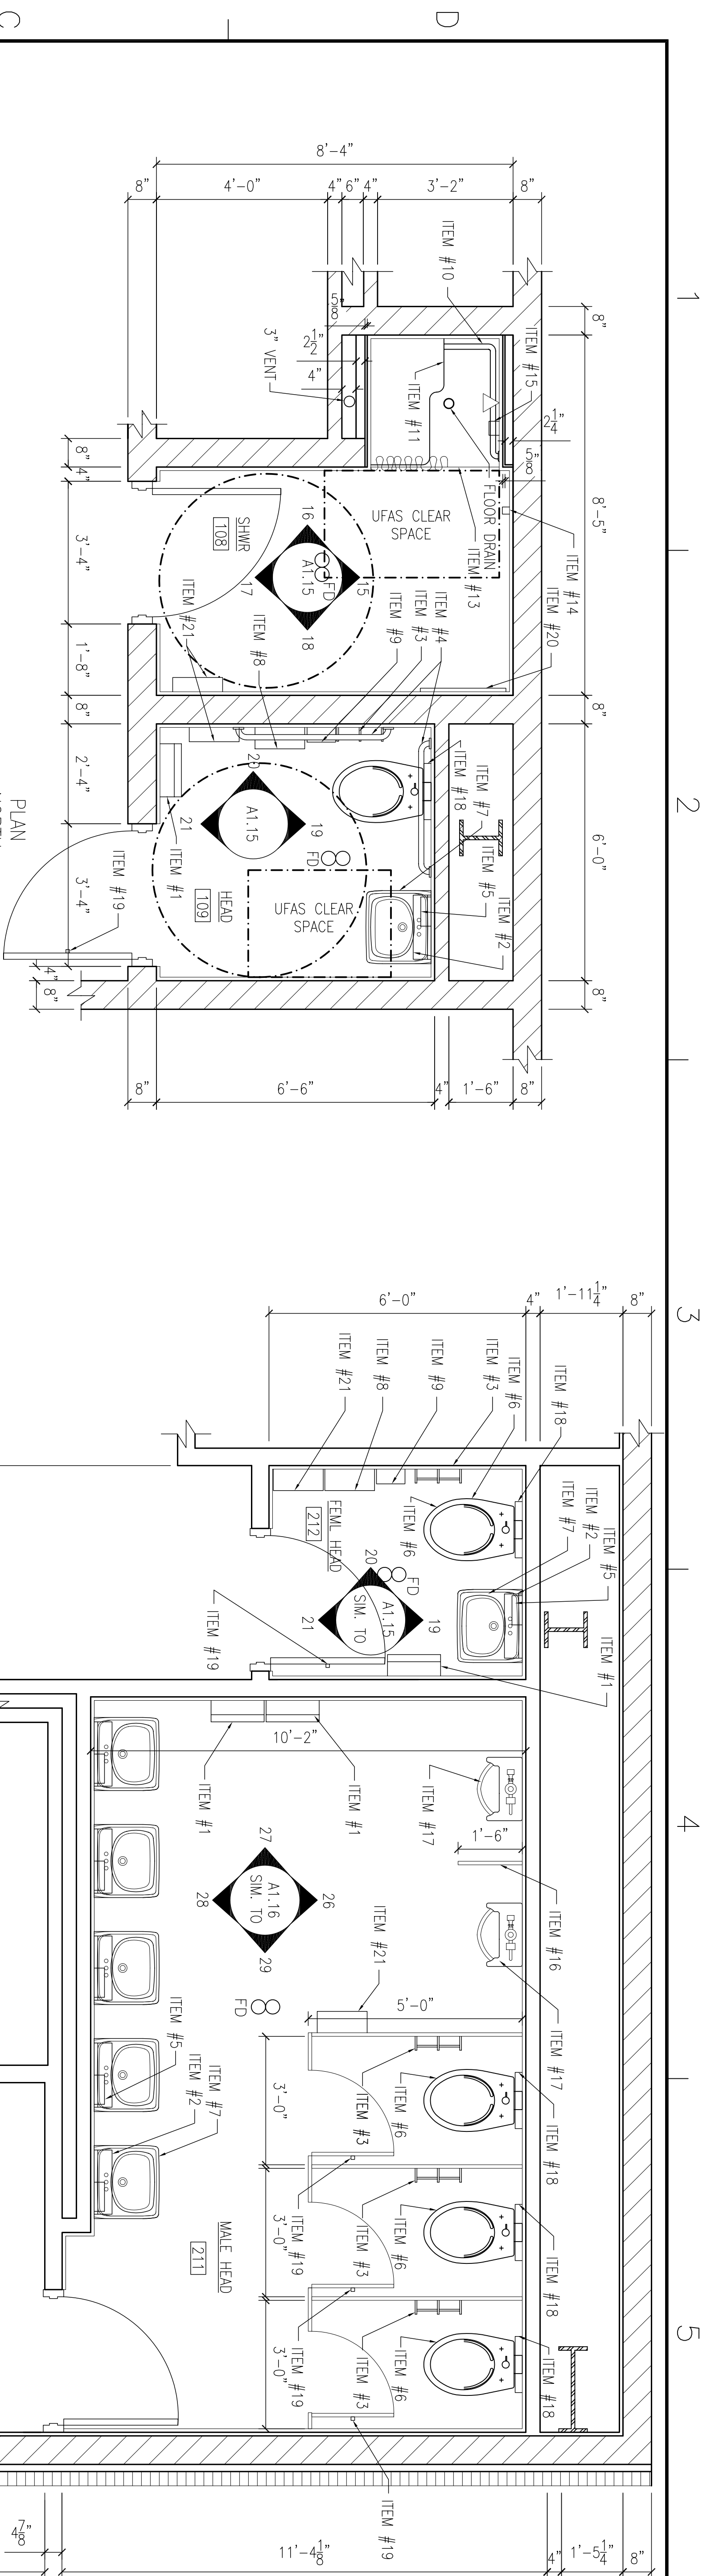 C
D
1
2
3
4
5
8'-4"
8"
4'-0"
4"
6"
4"
3'-2"
8"
ITEM #10
8"
ITEM #15
5/8"
2 1/2"
4"
3" VENT
ITEM #11
2 1/4"
5/8"
FLOOR DRAIN
8'-5"
8"
4"
3'-4"
1'-8"
8"
2'-4"
3'-4"
4"
8"
SHWR
108
16
A1.15
15
17
18
FD
UFAS CLEAR
SPACE
ITEM #13
ITEM #14
ITEM #20
ITEM #21
ITEM #8
ITEM #9
ITEM #3
ITEM #4
8"
ITEM #18
ITEM #7
ITEM #5
ITEM #2
6'-0"
8"
20
A1.15
19
21
FD
ITEM #1
HEAD
109
UFAS CLEAR
SPACE
ITEM #19
PLAN
8"
6'-6"
4"
1'-6"
8"
6'-0"
4"
1'-11 1/4"
8"
ITEM #21
ITEM #8
ITEM #9
ITEM #3
ITEM #6
ITEM #18
FEML HEAD
212
ITEM #6
ITEM #7
ITEM #2
ITEM #5
20
FD
A1.15
SIM. TO
19
21
ITEM #19
ITEM #1
10'-2"
ITEM #1
ITEM #1
ITEM #17
1'-6"
ITEM #16
27
A1.16
SIM. TO
26
28
29
ITEM #21
ITEM #17
FD
5'-0"
ITEM #5
ITEM #2
ITEM #7
3'-0"
ITEM #3
ITEM #6
ITEM #18
MALE HEAD
211
3'-0"
ITEM #19
ITEM #3
ITEM #6
ITEM #18
3'-0"
ITEM #19
ITEM #3
ITEM #6
ITEM #18
ITEM #19
4 7/8"
11'-4 1/8"
4"
1'-5 1/4"
8"